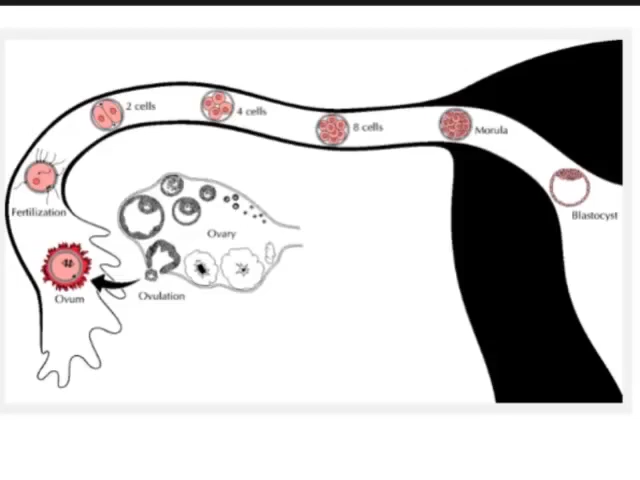 2 cells
4 cells
8 cells
Morula
Fertilization
Blastocyst
Ovary
Ovum
Ovulation